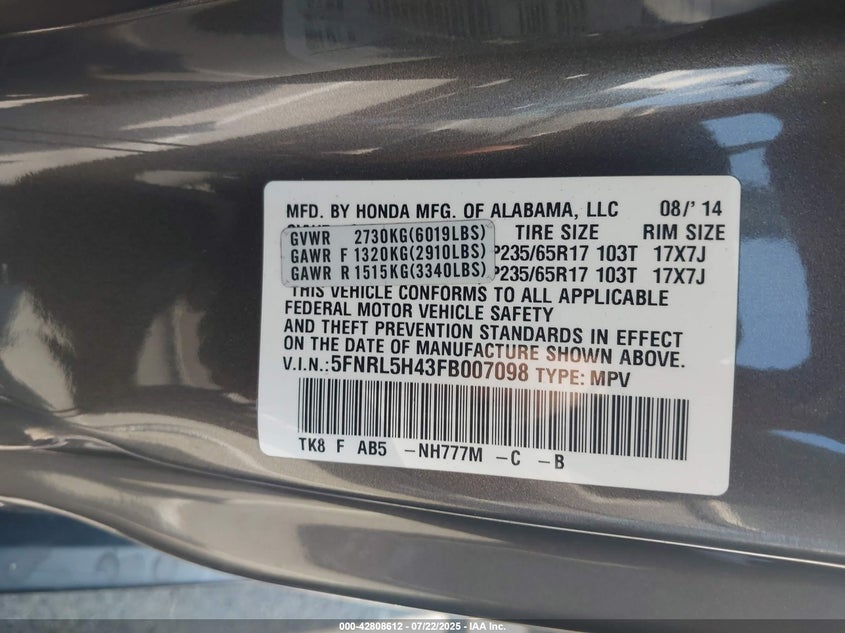 MFD. BY HONDA MFG. OF ALABAMA, LLC 08/' 14
TIRE SIZE RIM SIZE
GVWR 2730KG(6019LBS)
GAWR F 1320KG(2910LBS) P235/65R17 103T 17X7J
GAWR R 1515KG(3340LBS) P235/65R17 103T 17X7J
THIS VEHICLE CONFORMS TO ALL APPLICABLE
FEDERAL MOTOR VEHICLE SAFETY
AND THEFT PREVENTION STANDARDS IN EFFECT
ON THE DATE OF MANUFACTURE SHOWN ABOVE.
V.I.N.: 5FNRL5H43FB007098 TYPE: MPV
TK8 F AB5 -NH777M -C -B
000-42808612 - 07/22/2025 - IAA Inc.